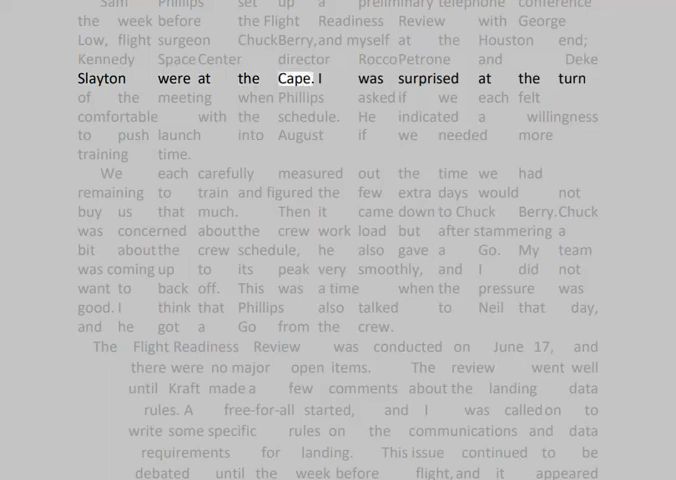 Sam Phillips set up a preliminary telephone conference
the week before the Flight Readiness Review with George
Low, flight surgeon Chuck Berry, and myself at the Houston end;
Kennedy Space Center director Rocco Petrone and Deke
Slayton were at the Cape. I was surprised at the turn
of the meeting when Phillips asked if we each felt
comfortable with the schedule. He indicated a willingness
to push launch into August if we needed more
training time.
We each carefully measured out the time we had
remaining to train and figured the few extra days would not
buy us that much. Then it came down to Chuck Berry. Chuck
was concerned about the crew work load but after stammering a
bit about the crew schedule, he also gave a Go. My team
was coming up to its peak very smoothly, and I did not
want to back off. This was a time when the pressure was
good. I think that Phillips also talked to Neil that day,
and he got a Go from the crew.
The Flight Readiness Review was conducted on June 17, and
there were no major open items. The review went well
until Kraft made a few comments about the landing data
rules. A free-for-all started, and I was called on to
write some specific rules on the communications and data
requirements for landing. This issue continued to be
debated until the week before flight, and it appeared